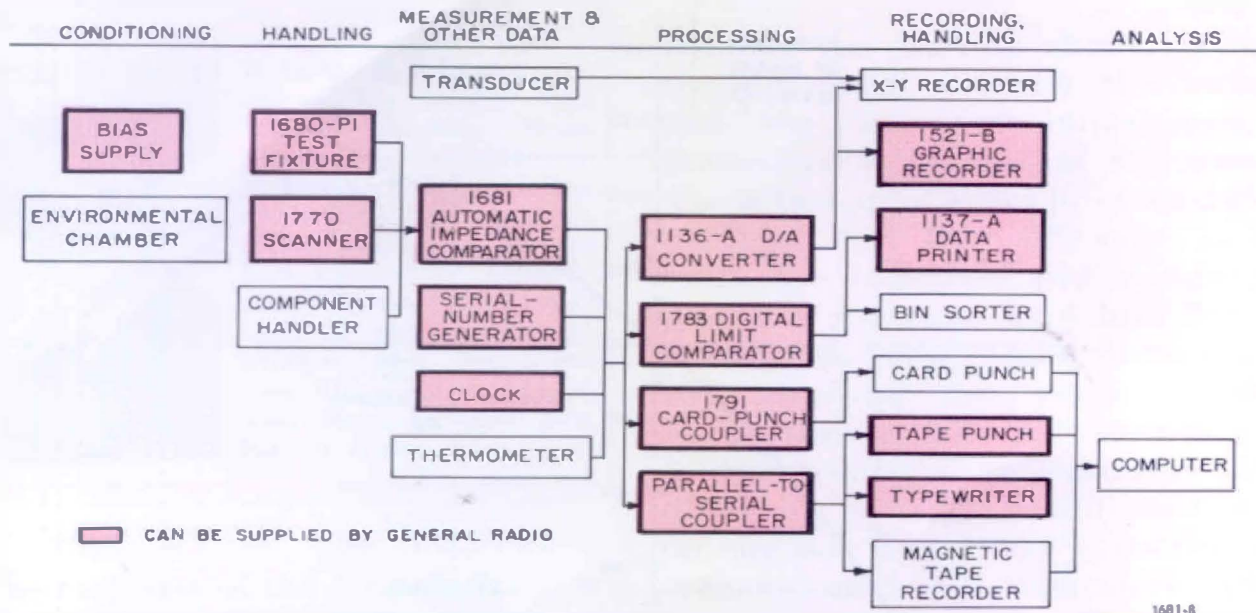 CONDITIONING
HANDLING
MEASUREMENT &
OTHER DATA
PROCESSING
RECORDING,
HANDLING
ANALYSIS
TRANSDUCER
X-Y RECORDER
BIAS
SUPPLY
1680-P1
TEST
FIXTURE
1521-B
GRAPHIC
RECORDER
ENVIRONMENTAL
CHAMBER
1770
SCANNER
1681
AUTOMATIC
IMPEDANCE
COMPARATOR
1136-A D/A
CONVERTER
1137-A
DATA
PRINTER
COMPONENT
HANDLER
SERIAL-
NUMBER
GENERATOR
1783 DIGITAL
LIMIT
COMPARATOR
BIN SORTER
CLOCK
1791
CARD-PUNCH
COUPLER
CARD PUNCH
TAPE PUNCH
THERMOMETER
COMPUTER
PARALLEL-TO
SERIAL
COUPLER
TYPEWRITER
CAN BE SUPPLIED BY GENERAL RADIO
MAGNETIC
TAPE
RECORDER
1681-8